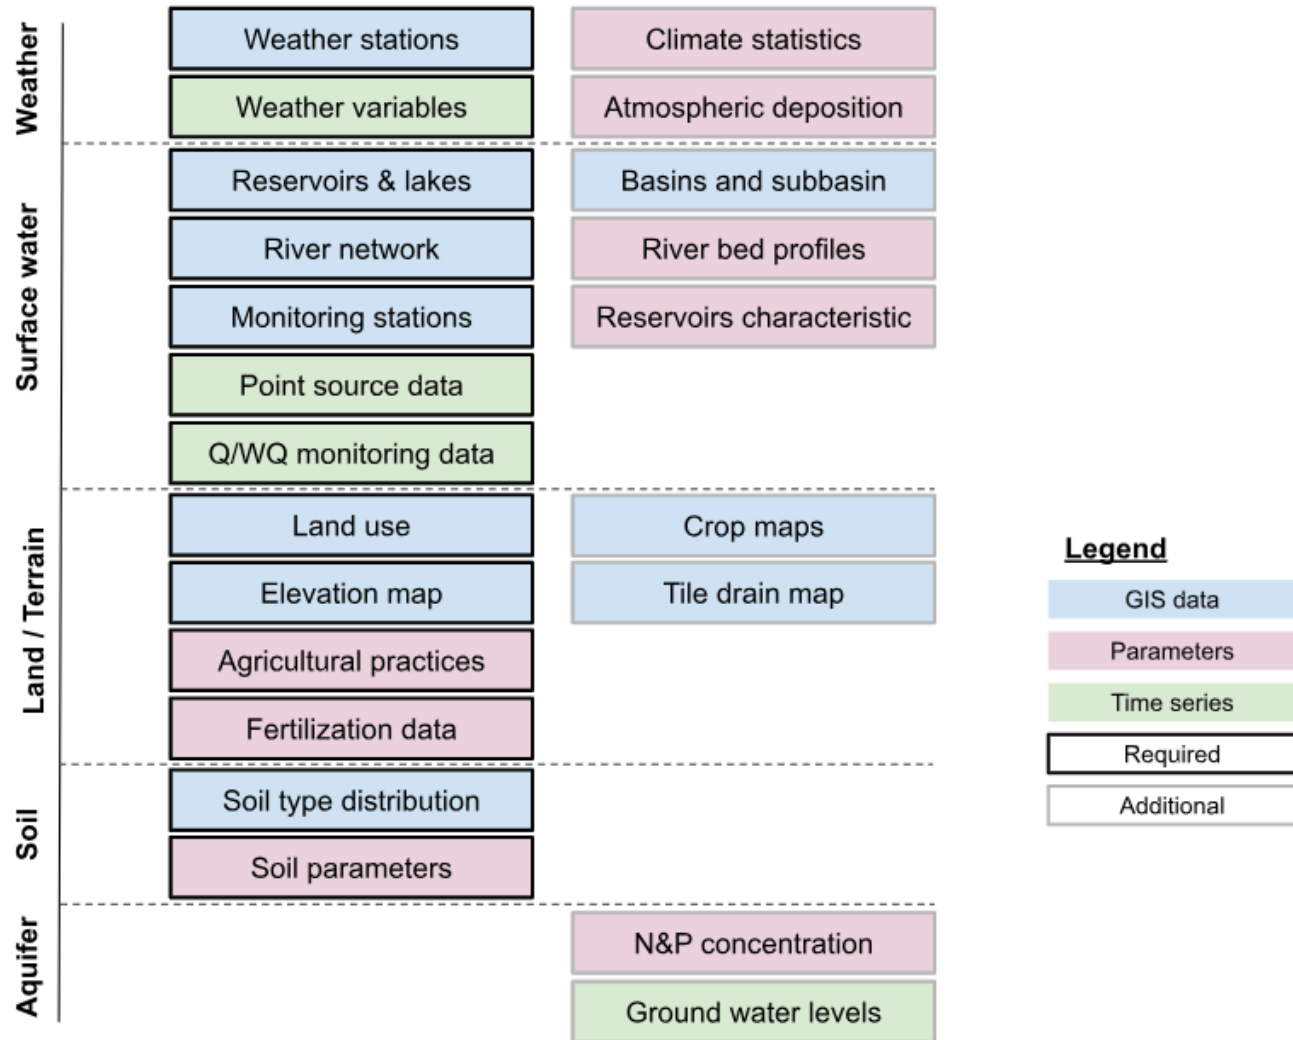 Weather
Weather stations
Climate statistics
Weather variables
Atmospheric deposition
Surface water
Reservoirs & lakes
Basins and subbasin
River network
River bed profiles
Monitoring stations
Reservoirs characteristic
Point source data
Q/WQ monitoring data
Land / Terrain
Land use
Crop maps
Elevation map
Tile drain map
Agricultural practices
Fertilization data
Soil
Soil type distribution
Soil parameters
Aquifer
N&P concentration
Ground water levels
Legend
GIS data
Parameters
Time series
Required
Additional